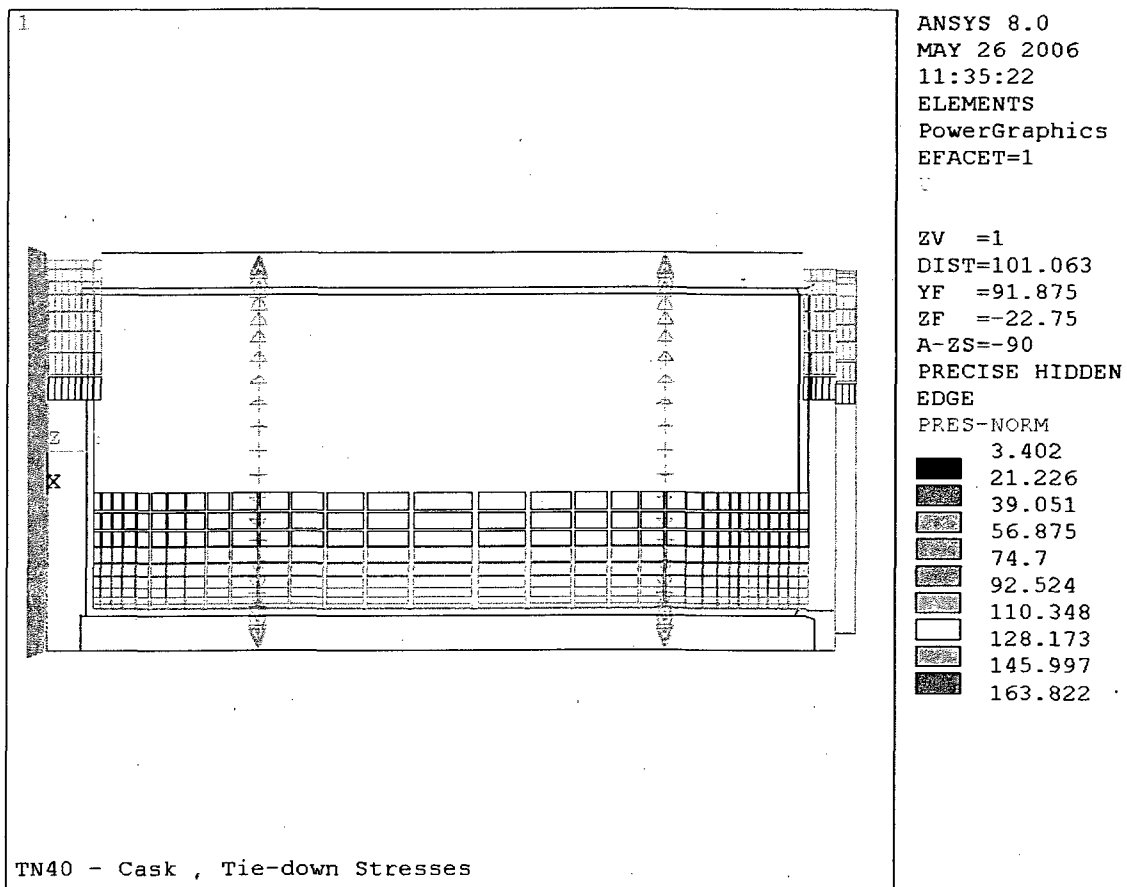 1
ANSYS 8.0
MAY 26 2006
11:35:22
ELEMENTS
PowerGraphics
EFACET=1
ZV =1
DIST=101.063
YF =91.875
ZF =-22.75
A-ZS=-90
PRECISE HIDDEN
EDGE
PRES-NORM
3.402
21.226
39.051
56.875
74.7
92.524
110.348
128.173
145.997
163.822
Z
X
TN40 - Cask , Tie-down Stresses